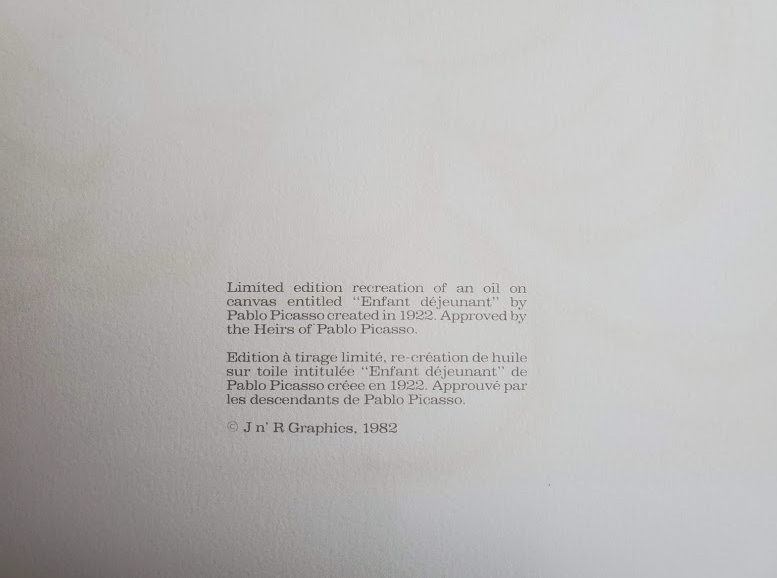 Limited edition recreation of an oil on
canvas entitled “Enfant déjeunant” by
Pablo Picasso created in 1922. Approved by
the Heirs of Pablo Picasso.
Edition à tirage limité, re-création de huile
sur toile intitulée “Enfant déjeunant” de
Pablo Picasso créee en 1922. Approuvé par
les descendants de Pablo Picasso.
© J n' R Graphics, 1982